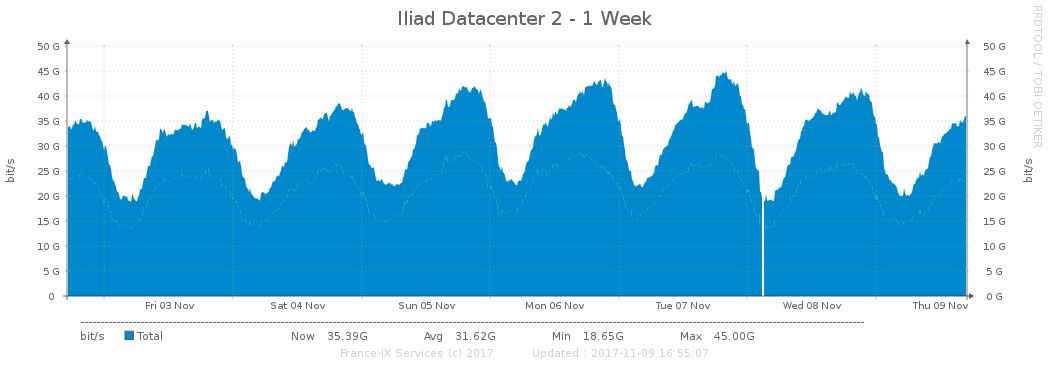 Iliad Datacenter 2 - 1 Week
RRDTOOL / TOBI OETIKER
50 G 50 G
45 G 45 G
40 G 40 G
35 G 35 G
30 G 30 G
25 G 25 G
20 G 20 G
15 G 15 G
10 G 10 G
5 G 5 G
0 0 G
bit/s bit/s
Fri 03 Nov Sat 04 Nov Sun 05 Nov Mon 06 Nov Tue 07 Nov Wed 08 Nov Thu 09 Nov
bit/s Total Now 35.39G Avg 31.62G Min 18.65G Max 45.00G
France-IX Services (c) 2017 Updated : 2017-11-09 16:55:07